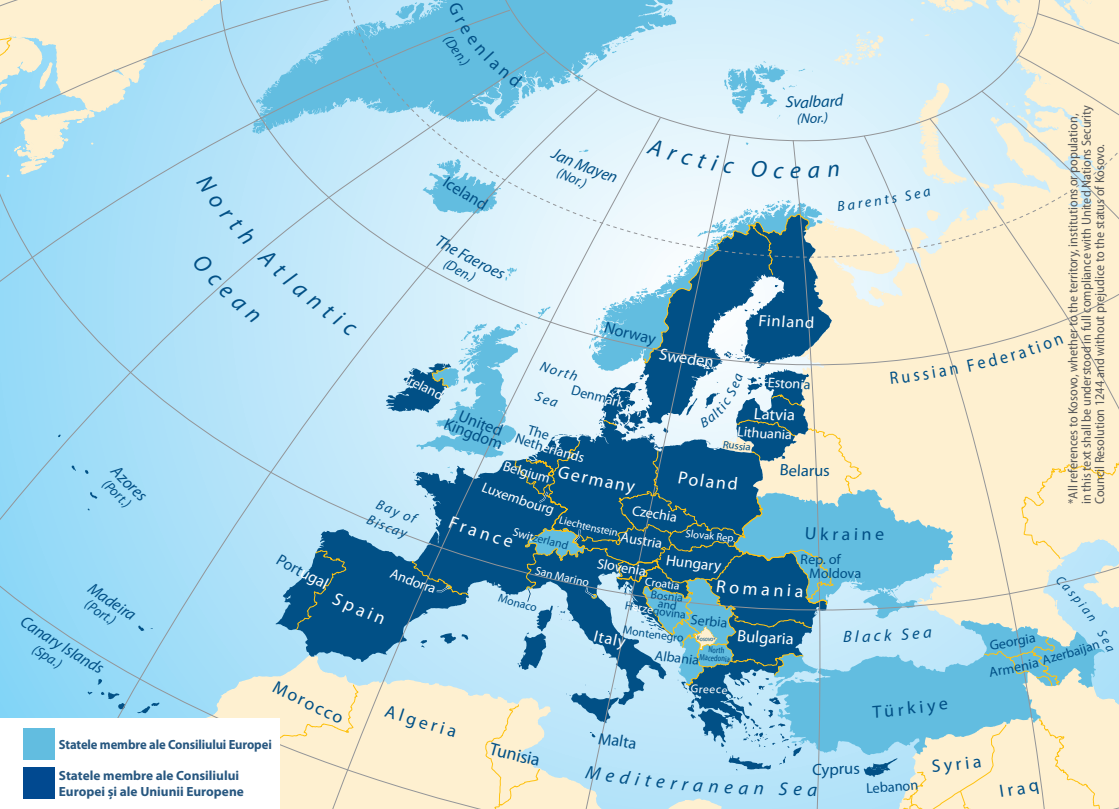 Greenland
(Den.)
Svalbard
(Nor.)
Jan Mayen
(Nor.)
Arctic Ocean
Barents Sea
Iceland
North Atlantic
Ocean
The Faeroes
(Den.)
Norway
Finland
Sweden
Russian Federation
North
Sea
Baltic Sea
Estonia
Ireland
Denmark
Latvia
United
Kingdom
Lithuania
The
Netherlands
Russia
Belarus
Belgium
Germany
Poland
Azores
(Port.)
Luxembourg
Czechia
Bay of
Biscay
France
Switzerland
Liechtenstein
Austria
Slovak Rep.
Ukraine
Rep. of
Moldova
Slovenia
Hungary
Portugal
Andorra
San Marino
Croatia
Romania
Caspian Sea
Madeira
(Port.)
Spain
Monaco
Bosnia
and
Herzegovina
Serbia
Italy
Montenegro
Kosovo*
Bulgaria
Black Sea
Georgia
Canary Islands
(Spa.)
Albania
North
Macedonia
Armenia
Azerbaijan
Greece
Morocco
Algeria
Tunisia
Malta
Türkiye
Mediterranean Sea
Cyprus
Lebanon
Syria
Iraq
*All references to Kosovo, whether to the territory, institutions or population,
in this text shall be understood in full compliance with United Nations Security
Council Resolution 1244 and without prejudice to the status of Kosovo.
Statele membre ale Consiliului Europei
Statele membre ale Consiliului
Europei și ale Uniunii Europene